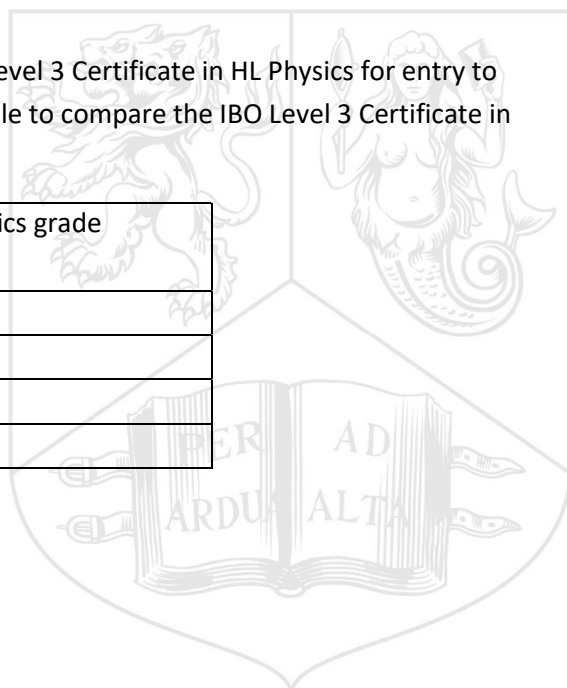 evel 3 Certificate in HL Physics for entry to
le to compare the IBO Level 3 Certificate in
ics grade
PER AD
ARDUA ALTA